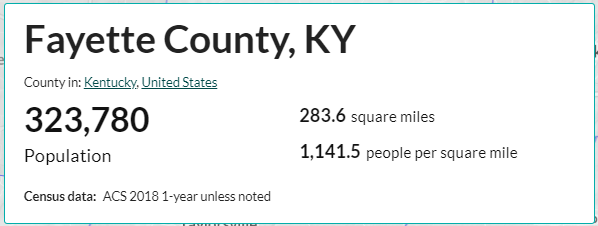 Fayette County, KY
County in: Kentucky, United States
323,780
Population
283.6 square miles
1,141.5 people per square mile
Census data: ACS 2018 1-year unless noted